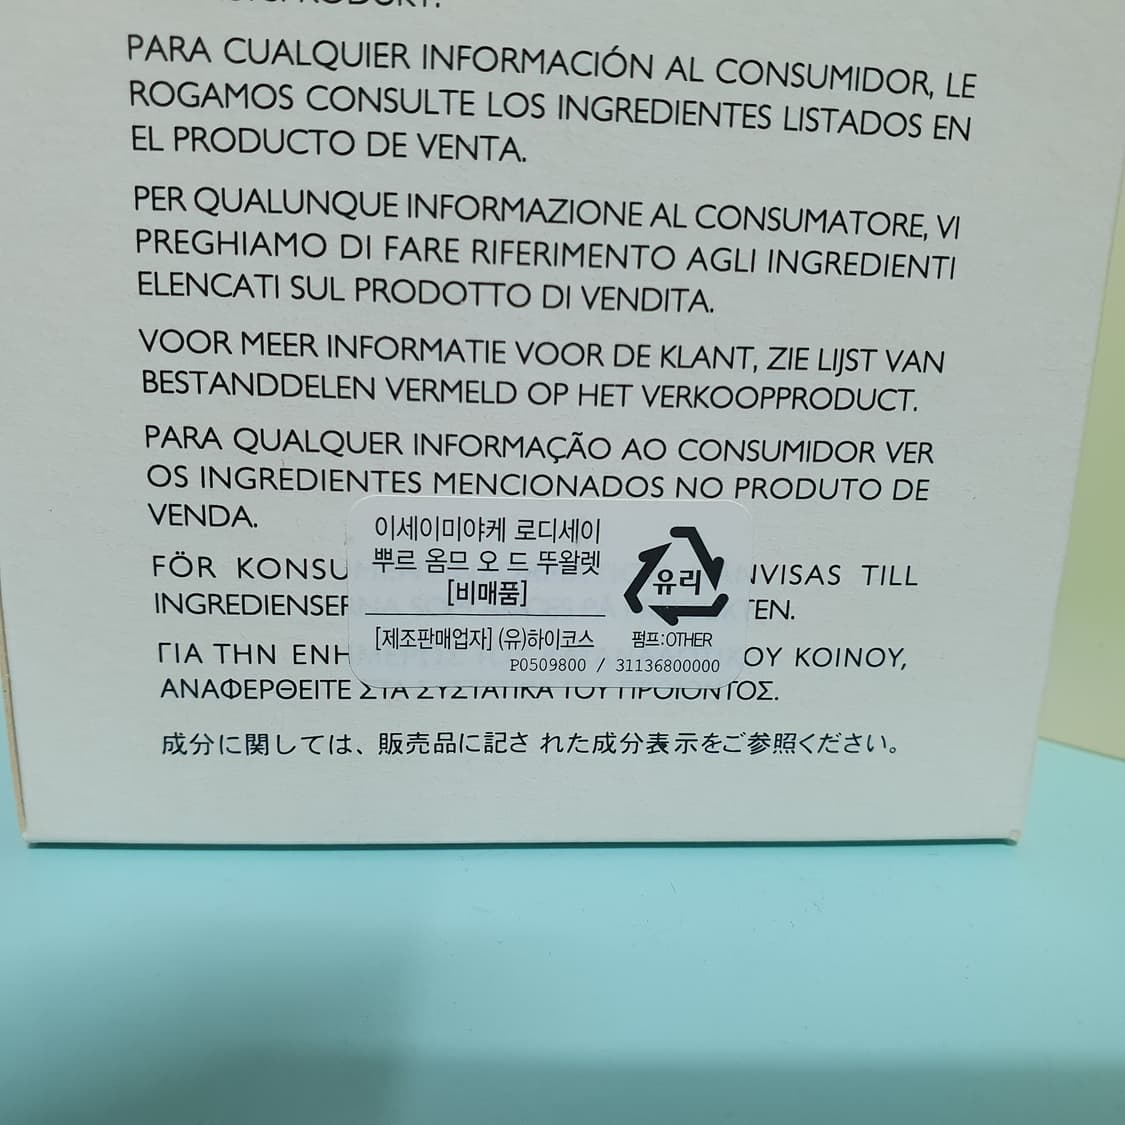 PRODUKT.
PARA CUALQUIER INFORMACIÓN AL CONSUMIDOR, LE
ROGAMOS CONSULTE LOS INGREDIENTES LISTADOS EN
EL PRODUCTO DE VENTA.
PER QUALUNQUE INFORMAZIONE AL CONSUMATORE, VI
PREGHIAMO DI FARE RIFERIMENTO AGLI INGREDIENTI
ELENCATI SUL PRODOTTO DI VENDITA.
VOOR MEER INFORMATIE VOOR DE KLANT, ZIE LIJST VAN
BESTANDDELEN VERMELD OP HET VERKOOPPRODUCT.
PARA QUALQUER INFORMAÇÃO AO CONSUMIDOR VER
OS INGREDIENTES MENCIONADOS NO PRODUTO DE
VENDA.
이세이미야케 로디세이
뿌르 옴므 오 드 뚜왈렛
[비매품]
유리
[제조판매업자] (유)하이코스
펌프:OTHER
P0509800 / 31136800000
FÖR TILL
ΓΙΑ ΤΗΝ ΚΟΙΝΟΥ,
ΑΝΑΦΕΡΘΕΙΤΕ ΣΤΑ ΣΥΣΤΑΤΙΚΑ ΤΟΥ ΠΡΟΙΟΝΤΟΣ.
成分に関しては、販売品に記さ れた成分表示をご参照ください。